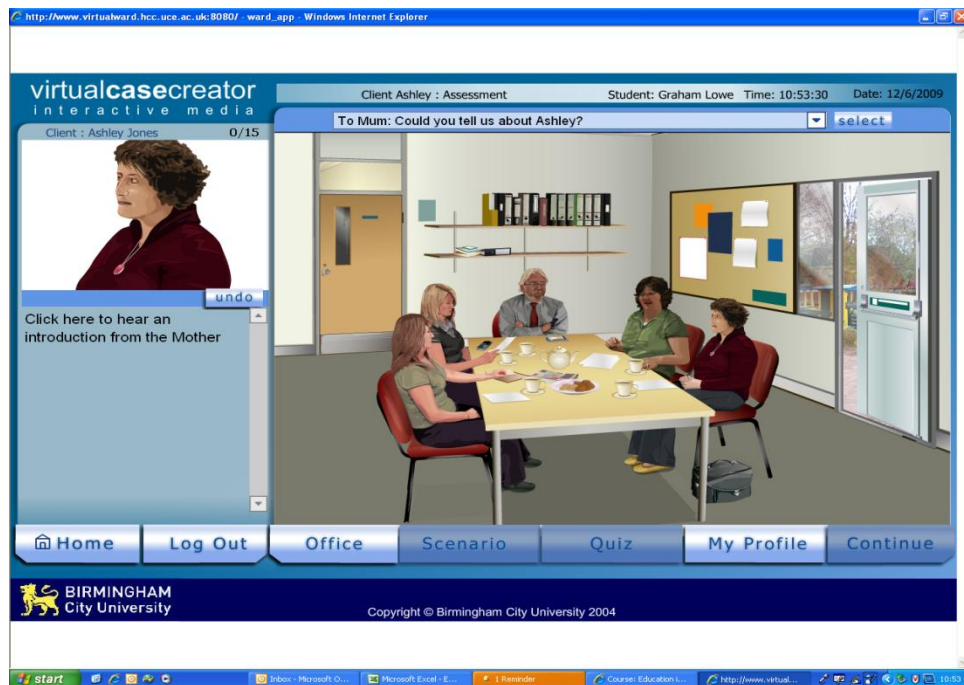 http://www.virtualward.hcc.uce.ac.uk:8080/ - ward_app - Windows Internet Explorer
virtualcasecreator
interactive media
Client Ashley : Assessment
Student: Graham Lowe Time: 10:53:30 Date: 12/6/2009
Client : Ashley Jones 0/15
To Mum: Could you tell us about Ashley?
select
undo
Click here to hear an
introduction from the Mother
Home
Log Out
Office
Scenario
Quiz
My Profile
Continue
BIRMINGHAM
City University
Copyright © Birmingham City University 2004
start
Inbox - Microsoft O...
Microsoft Excel - E...
1 Reminder
Course: Education i...
http://www.virtual...
10:53